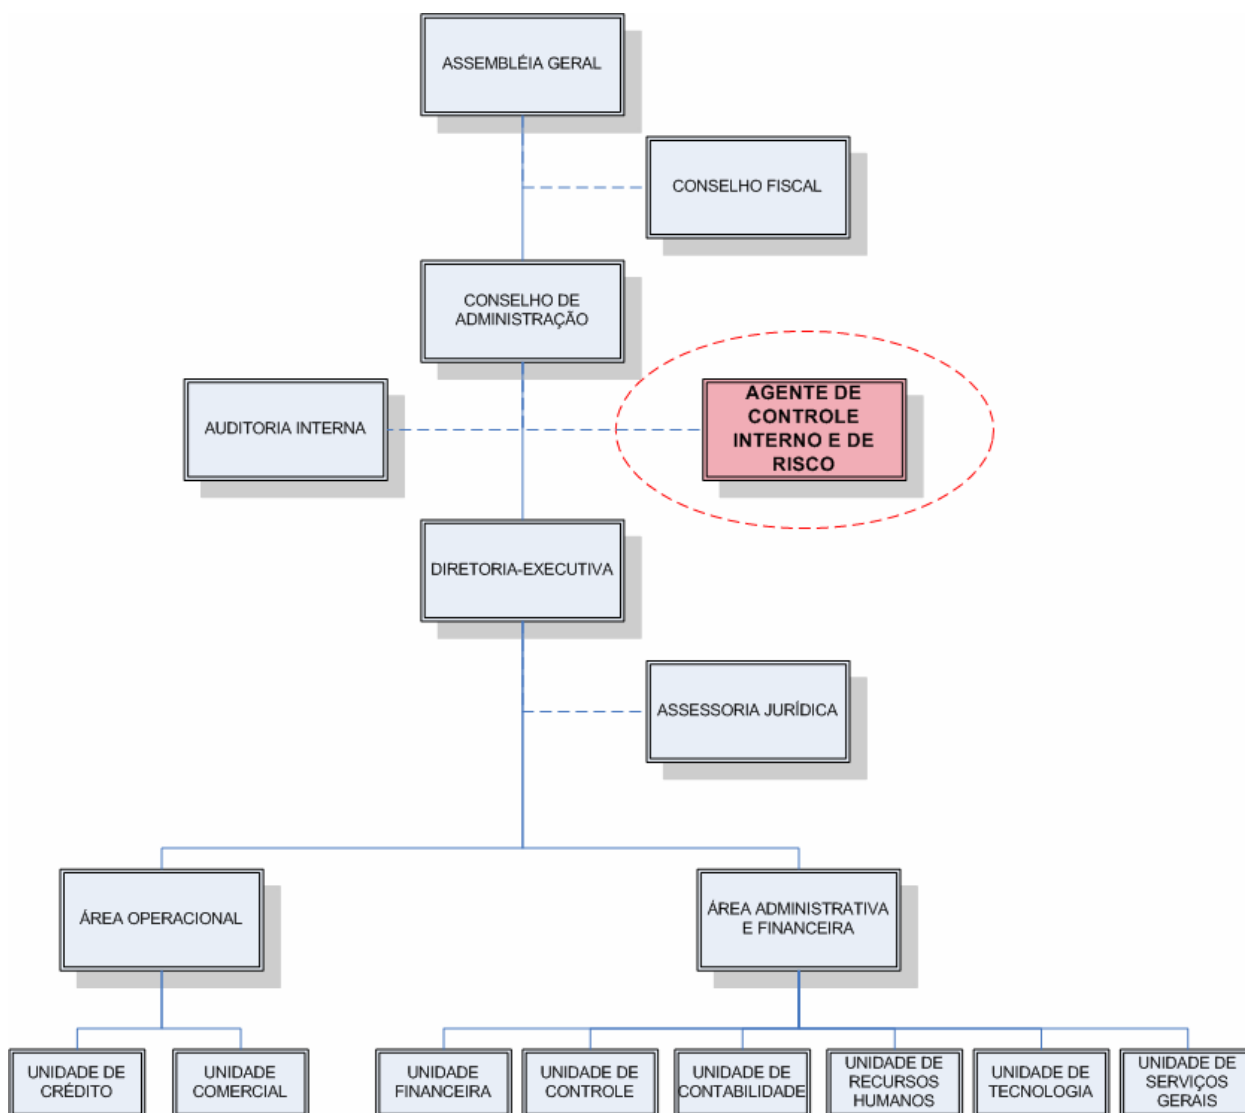 ASSEMBLÉIA GERAL
CONSELHO FISCAL
CONSELHO DE
ADMINISTRAÇÃO
AUDITORIA INTERNA
AGENTE DE
CONTROLE
INTERNO E DE
RISCO
DIRETORIA-EXECUTIVA
ASSESSORIA JURÍDICA
ÁREA OPERACIONAL
ÁREA ADMINISTRATIVA
E FINANCEIRA
UNIDADE DE
CRÉDITO
UNIDADE
COMERCIAL
UNIDADE
FINANCEIRA
UNIDADE DE
CONTROLE
UNIDADE DE
CONTABILIDADE
UNIDADE DE
RECURSOS
HUMANOS
UNIDADE DE
TECNOLOGIA
UNIDADE DE
SERVIÇOS
GERAIS